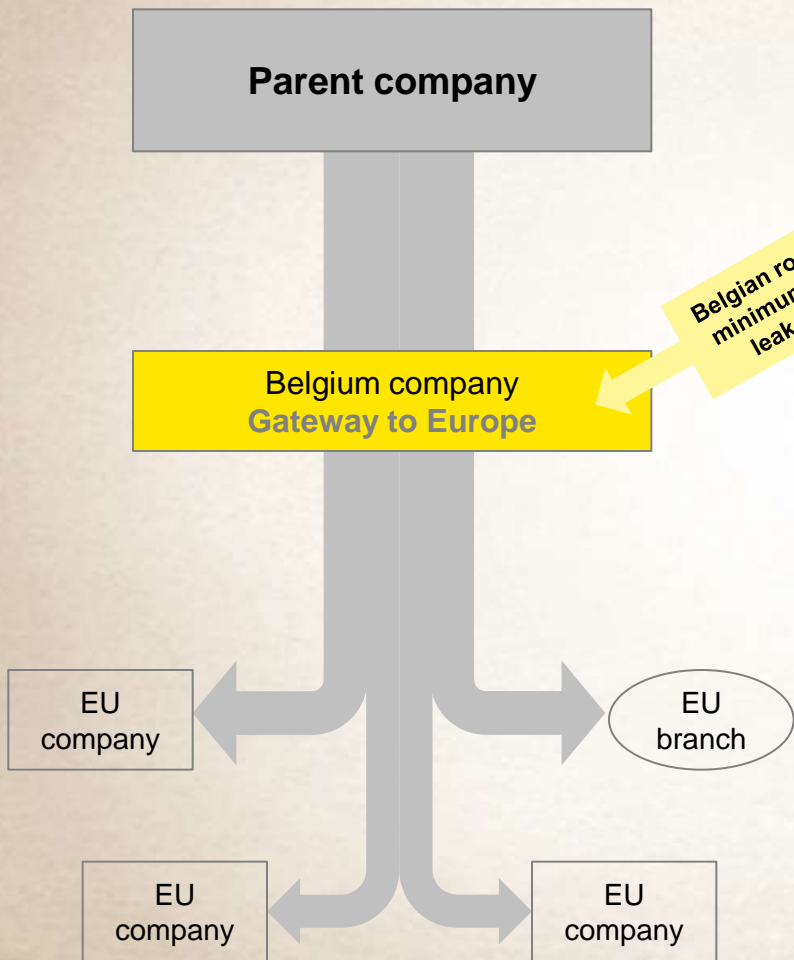 Parent company
Belgian
Belgium company
Gateway to Europe
EU
company
EU
branch
EU
company
EU
company